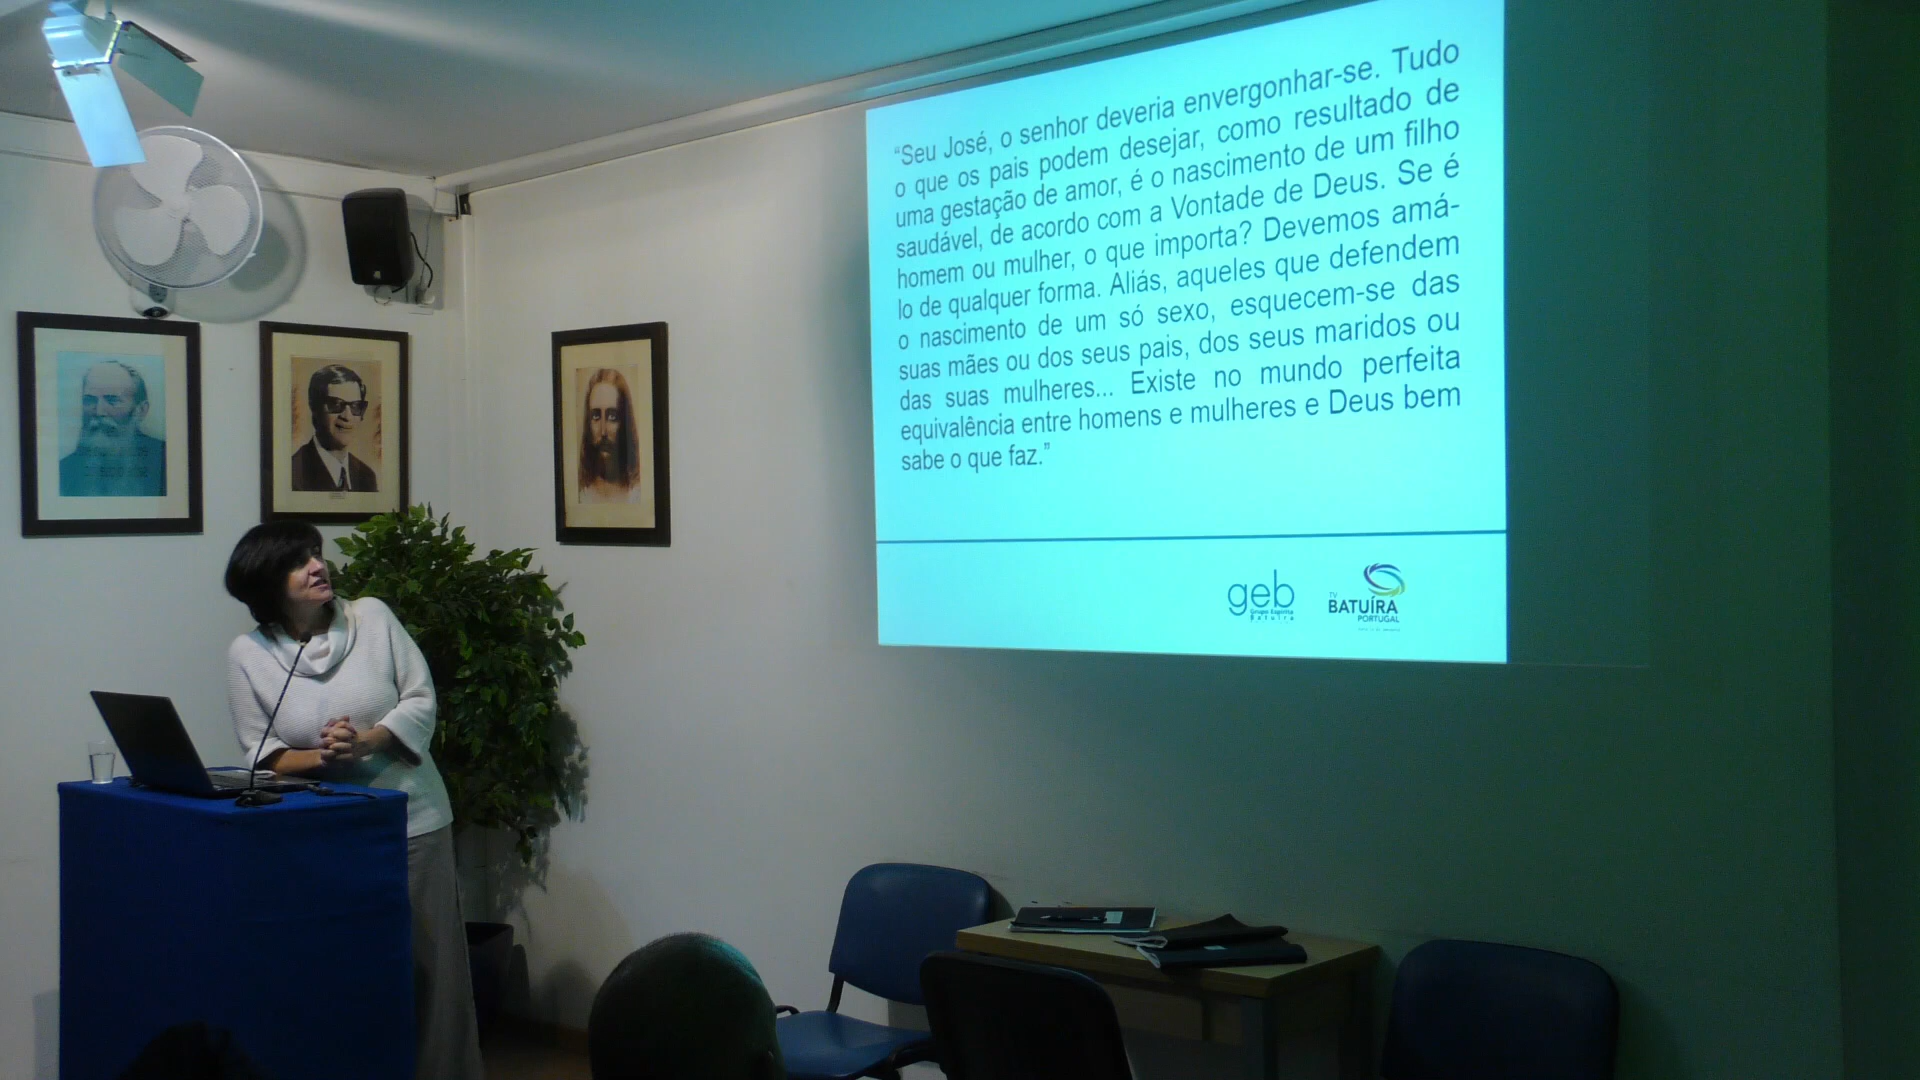 “Seu José, o senhor deveria envergonhar-se. Tudo
o que os pais podem desejar, como resultado de
uma gestação de amor, é o nascimento de um filho
saudável, de acordo com a Vontade de Deus. Se é
homem ou mulher, o que importa? Devemos amá-
lo de qualquer forma. Aliás, aqueles que defendem
o nascimento de um só sexo, esquecem-se das
suas mães ou dos seus pais, dos seus maridos ou
das suas mulheres... Existe no mundo perfeita
equivalência entre homens e mulheres e Deus bem
sabe o que faz.”
geb
Grupo Espírita
Batuíra
TV
BATUÍRA
PORTUGAL